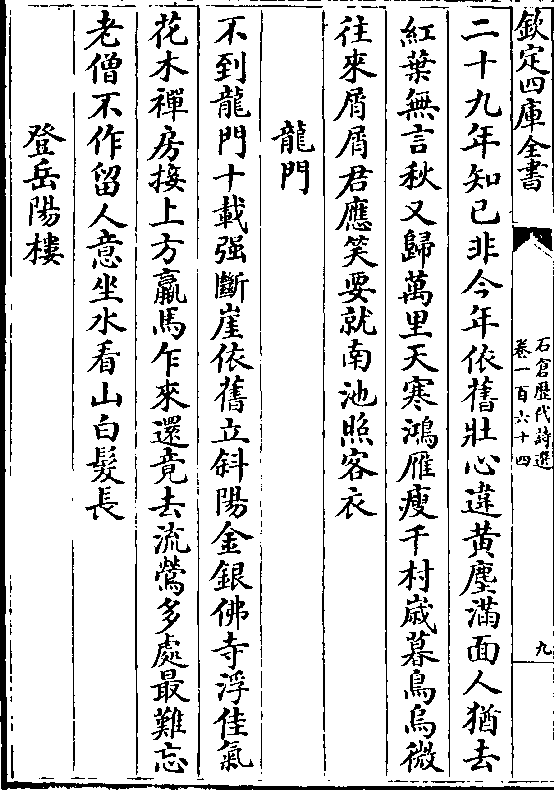 欽定四庫全書
石倉歷代詩選
卷一百六十四
九
二十九年知已非今年依舊壯心違黄塵滿面人猶去
紅葉無言秋又歸萬里天寒鴻雁瘦千村嵗暮鳥烏微
往來屑屑君應笑要就南池照客衣
龍門
不到龍門十載强斷崖依舊立斜陽金銀佛寺浮佳氣
花木禪房接上方羸馬乍來還竟去流鶯多處最難忘
老僧不作留人意坐水看山白髮長
登岳陽樓